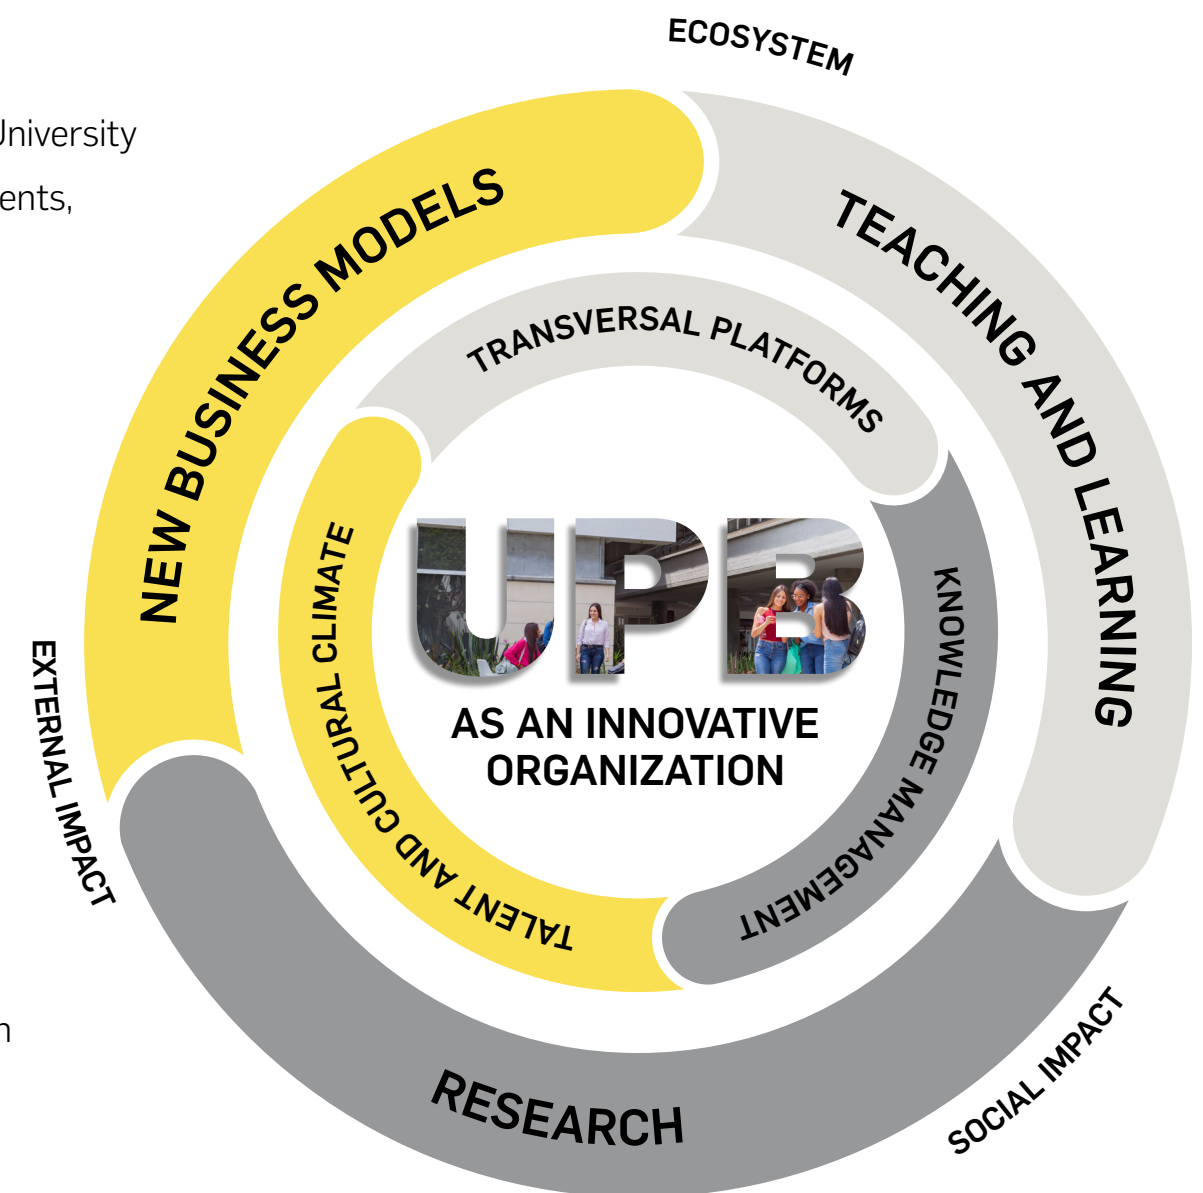 ECOSYSTEM
University
NEW BUSINESS MODELS
TEACHING AND LEARNING
TRANSVERSAL PLATFORMS
TALENT AND CULTURAL CLIMATE
KNOWLEDGE MANAGEMENT
UPB
AS AN INNOVATIVE
ORGANIZATION
EXTERNAL IMPACT
RESEARCH
SOCIAL IMPACT